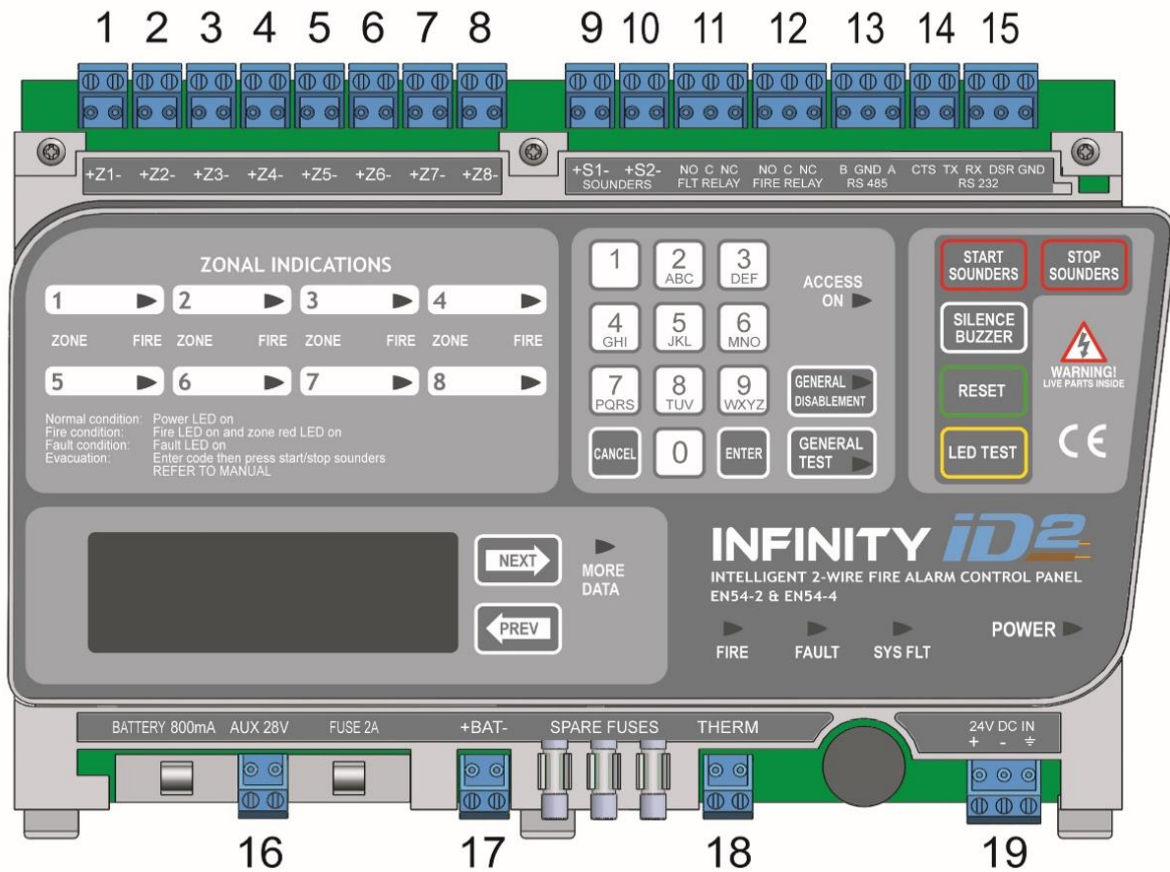 1 2 3 4 5 6 7 8 9 10 11 12 13 14 15
+Z1- +Z2- +Z3- +Z4- +Z5- +Z6- +Z7- +Z8-
+S1- +S2- NO C NC NO C NC B GND A CTS TX RX DSR GND
SOUNDERS FLT RELAY FIRE RELAY RS 485 RS 232
ZONAL INDICATIONS
1 2 3 4
ZONE FIRE ZONE FIRE ZONE FIRE ZONE FIRE
5 6 7 8
Normal condition: Power LED on
Fire condition: Fire LED on and zone red LED on
Fault condition: Fault LED on
Evacuation: Enter code then press start/stop sounders
REFER TO MANUAL
1 2 3
ABC DEF
4 5 6
GHI JKL MNO
7 8 9
PQRS TUV WXYZ
CANCEL 0 ENTER
ACCESS
ON
GENERAL
DISABLEMENT
GENERAL
TEST
START
SOUNDERS
STOP
SOUNDERS
SILENCE
BUZZER
RESET
LED TEST
WARNING!
LIVE PARTS INSIDE
CE
NEXT
PREV
MORE
DATA
INFINITY iD2
INTELLIGENT 2-WIRE FIRE ALARM CONTROL PANEL
EN54-2 & EN54-4
FIRE FAULT SYS FLT POWER
BATTERY 800mA AUX 28V FUSE 2A +BAT- SPARE FUSES THERM 24V DC IN
+ -
16 17 18 19